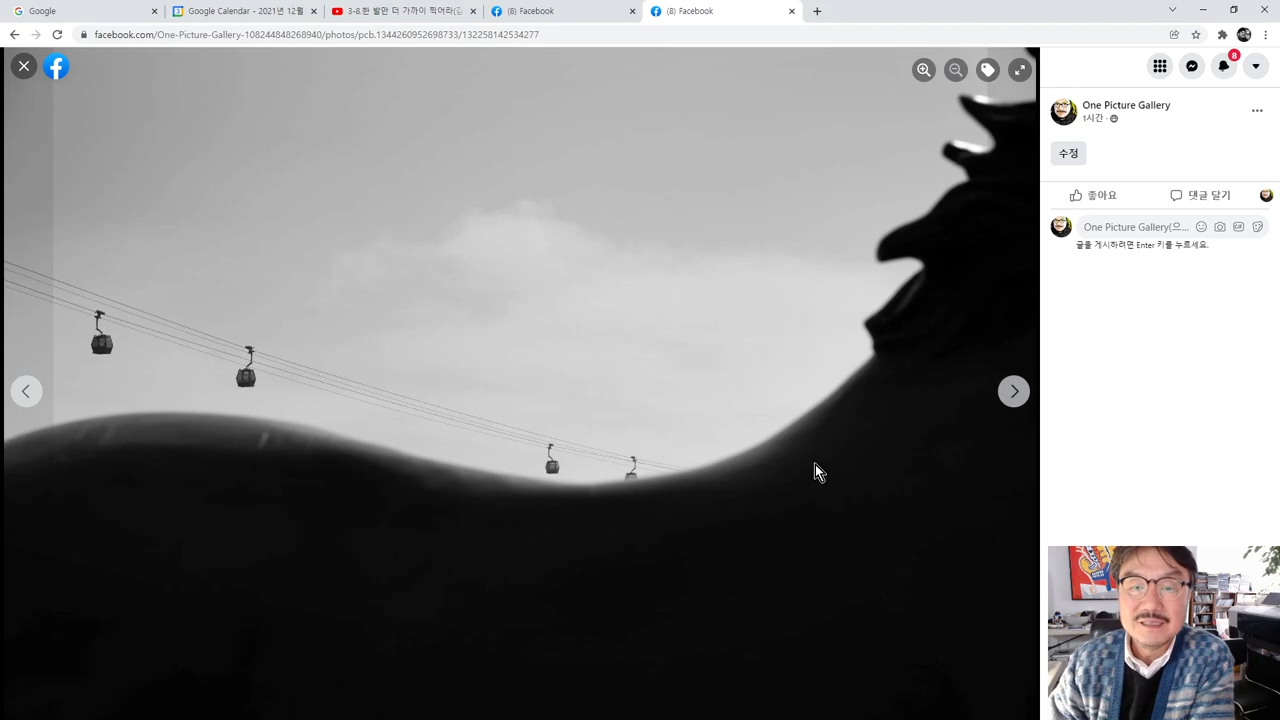 Google
Google Calendar - 2021년 12월
3-8.한 발만 더 가까이 찍어라(김
(8) Facebook
(8) Facebook
facebook.com/One-Picture-Gallery-108244848268940/photos/pcb.1344260952698733/132258142534277
8
One Picture Gallery
1시간 ·
수정
좋아요
댓글 달기
One Picture Gallery(으...
글을 게시하려면 Enter 키를 누르세요.